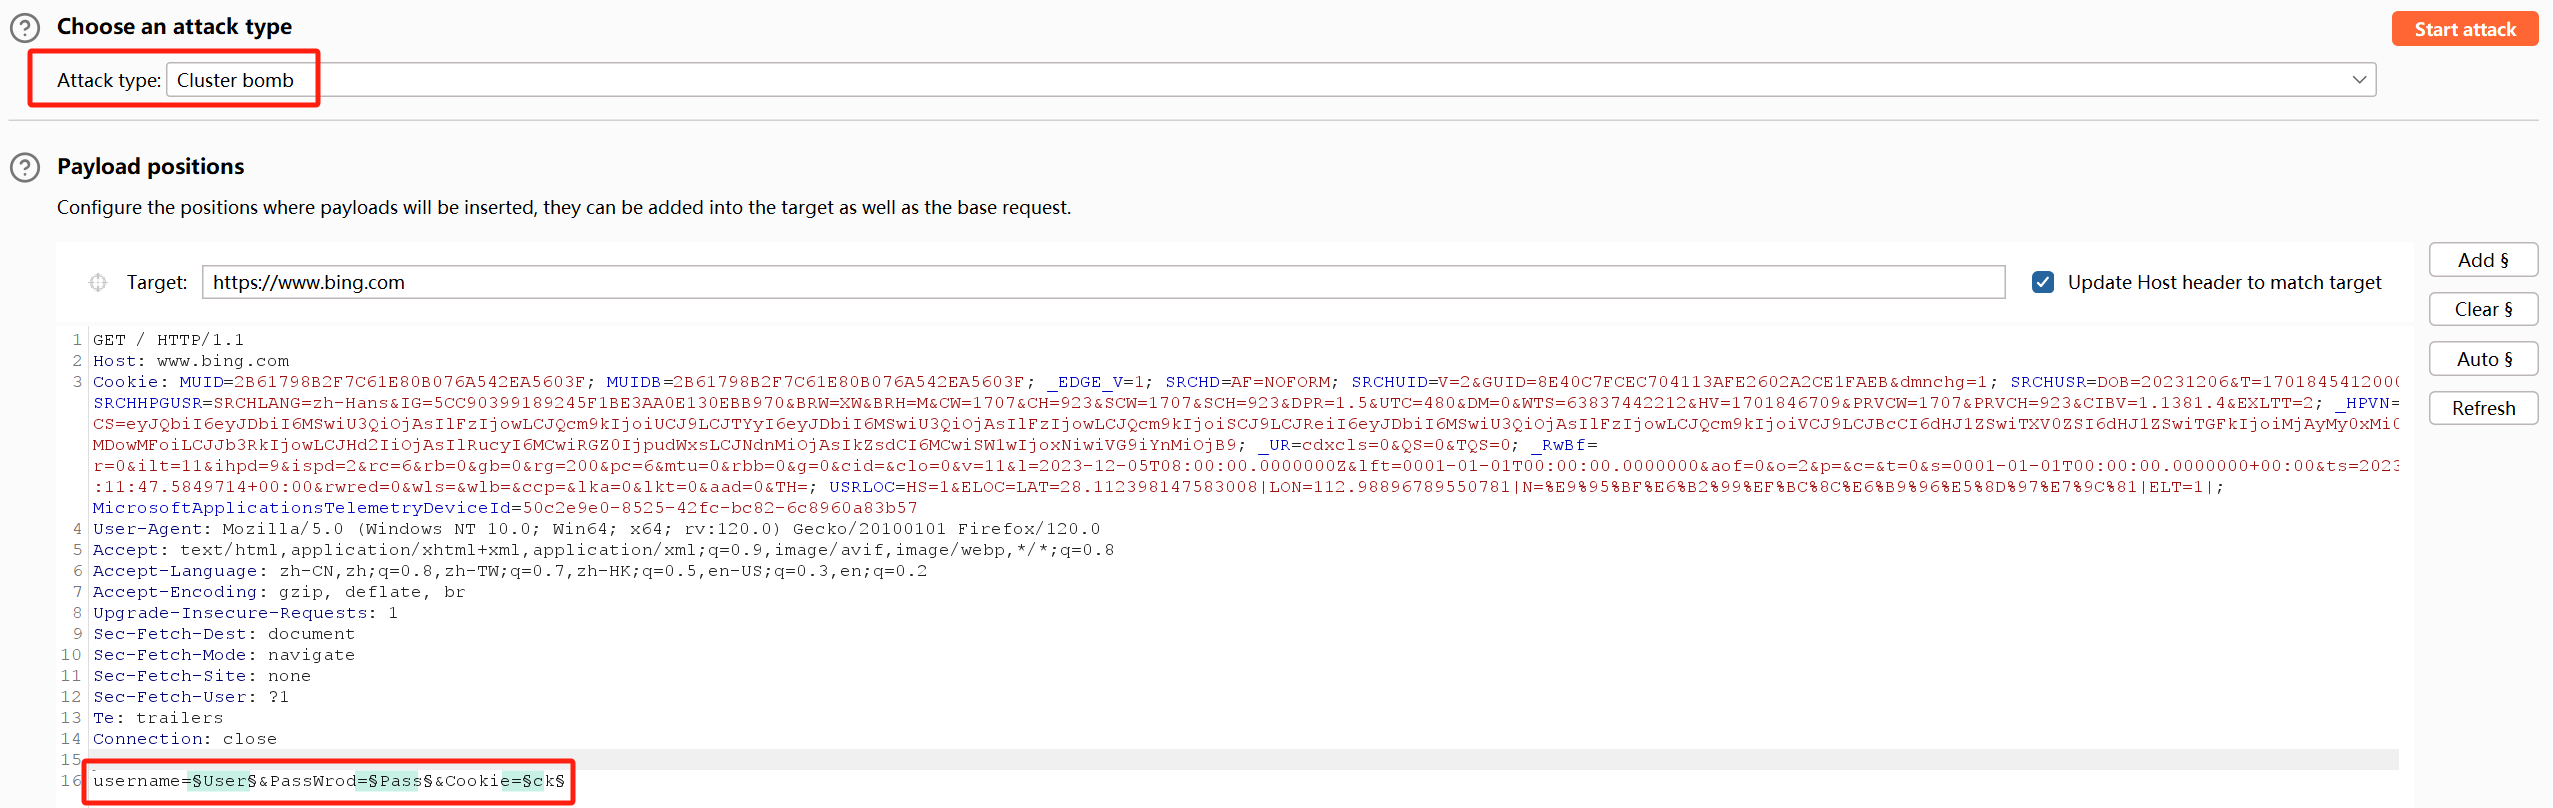 Choose an attack type
Start attack
Attack type: Cluster bomb
Payload positions
Configure the positions where payloads will be inserted, they can be added into the target as well as the base request.
Add §
Target: https://www.bing.com
Update Host header to match target
Clear §
Auto §
Refresh
1 GET / HTTP/1.1
2 Host: www.bing.com
3 Cookie: MUID=2B61798B2F7C61E80B076A542EA5603F; MUIDB=2B61798B2F7C61E80B076A542EA5603F; _EDGE_V=1; SRCHD=AF=NOFORM; SRCHUID=V=2&GUID=8E40C7FCEC704113AFE2602A2CE1FAEB&dmnchg=1; SRCHUSR=DOB=20231206&T=1701845412000
SRCHHPGUSR=SRCHLANG=zh-Hans&IG=5CC90399189245F1BE3AA0E130EBB970&BRW=XW&BRH=M&CW=1707&CH=923&SCW=1707&SCH=923&DPR=1.5&UTC=480&DM=0&WTS=63837442212&HV=1701846709&PRVCW=1707&PRVCH=923&CIBV=1.1381.4&EXLTT=2; _HPVN=
CS=eyJQbiI6eyJDbiI6MSwiU3QiOjAsIlFzIjowLCJQcm9kIjoiUCJ9LCJTYyI6eyJDbiI6MSwiU3QiOjAsIlFzIjowLCJQcm9kIjoiSCJ9LCJReiI6eyJDbiI6MSwiU3QiOjAsIlFzIjowLCJQcm9kIjoiVCJ9LCJBcCI6dHJ1ZSwiTXV0ZSI6dHJ1ZSwiTGFkIjoiMjAyMy0xMi0
MDowMFoiLCJJb3RkIjowLCJHd2IiOjAsIlRucyI6MCwiRGZ0IjpudWxsLCJNdnMiOjAsIkZsdCI6MCwiSW1wIjoxNiwiVG9iYnMiOjB9; _UR=cdxcls=0&QS=0&TQS=0; _RwBf=
r=0&ilt=11&ihpd=9&ispd=2&rc=6&rb=0&gb=0&rg=200&pc=6&mtu=0&rbb=0&g=0&cid=&clo=0&v=11&l=2023-12-05T08:00:00.0000000Z&lft=0001-01-01T00:00:00.0000000&aof=0&o=2&p=&c=&t=0&s=0001-01-01T00:00:00.0000000+00:00&ts=2023
:11:47.5849714+00:00&rwred=0&wls=&wlb=&ccp=&lka=0&lkt=0&aad=0&TH=; USRLOC=HS=1&ELOC=LAT=28.112398147583008|LON=112.98896789550781|N=%E9%95%BF%E6%B2%99%EF%BC%8C%E6%B9%96%E5%8D%97%E7%9C%81|ELT=1|;
MicrosoftApplicationsTelemetryDeviceId=50c2e9e0-8525-42fc-bc82-6c8960a83b57
4 User-Agent: Mozilla/5.0 (Windows NT 10.0; Win64; x64; rv:120.0) Gecko/20100101 Firefox/120.0
5 Accept: text/html,application/xhtml+xml,application/xml;q=0.9,image/avif,image/webp,*/*;q=0.8
6 Accept-Language: zh-CN,zh;q=0.8,zh-TW;q=0.7,zh-HK;q=0.5,en-US;q=0.3,en;q=0.2
7 Accept-Encoding: gzip, deflate, br
8 Upgrade-Insecure-Requests: 1
9 Sec-Fetch-Dest: document
10 Sec-Fetch-Mode: navigate
11 Sec-Fetch-Site: none
12 Sec-Fetch-User: ?1
13 Te: trailers
14 Connection: close
15
16 username=§User§&PassWrod=§Pass§&Cookie=§ck§